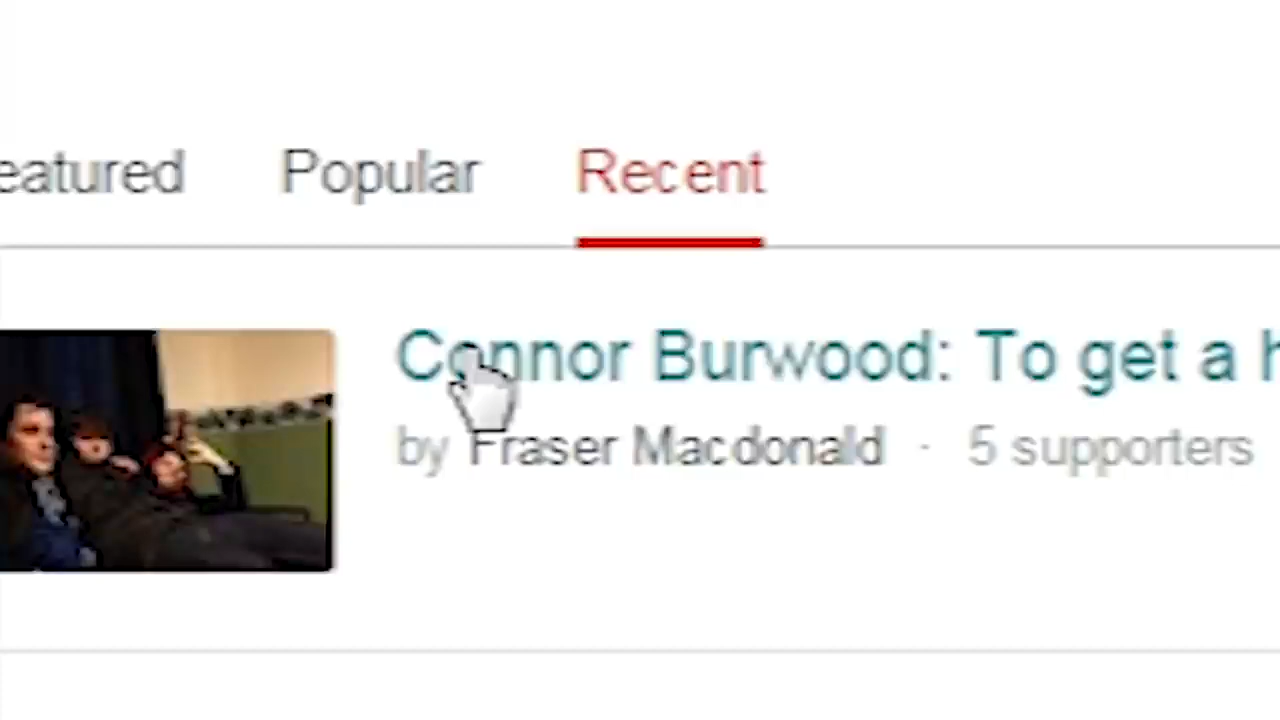 eatured Popular Recent
Connor Burwood: To get a h
by Fraser Macdonald · 5 supporters